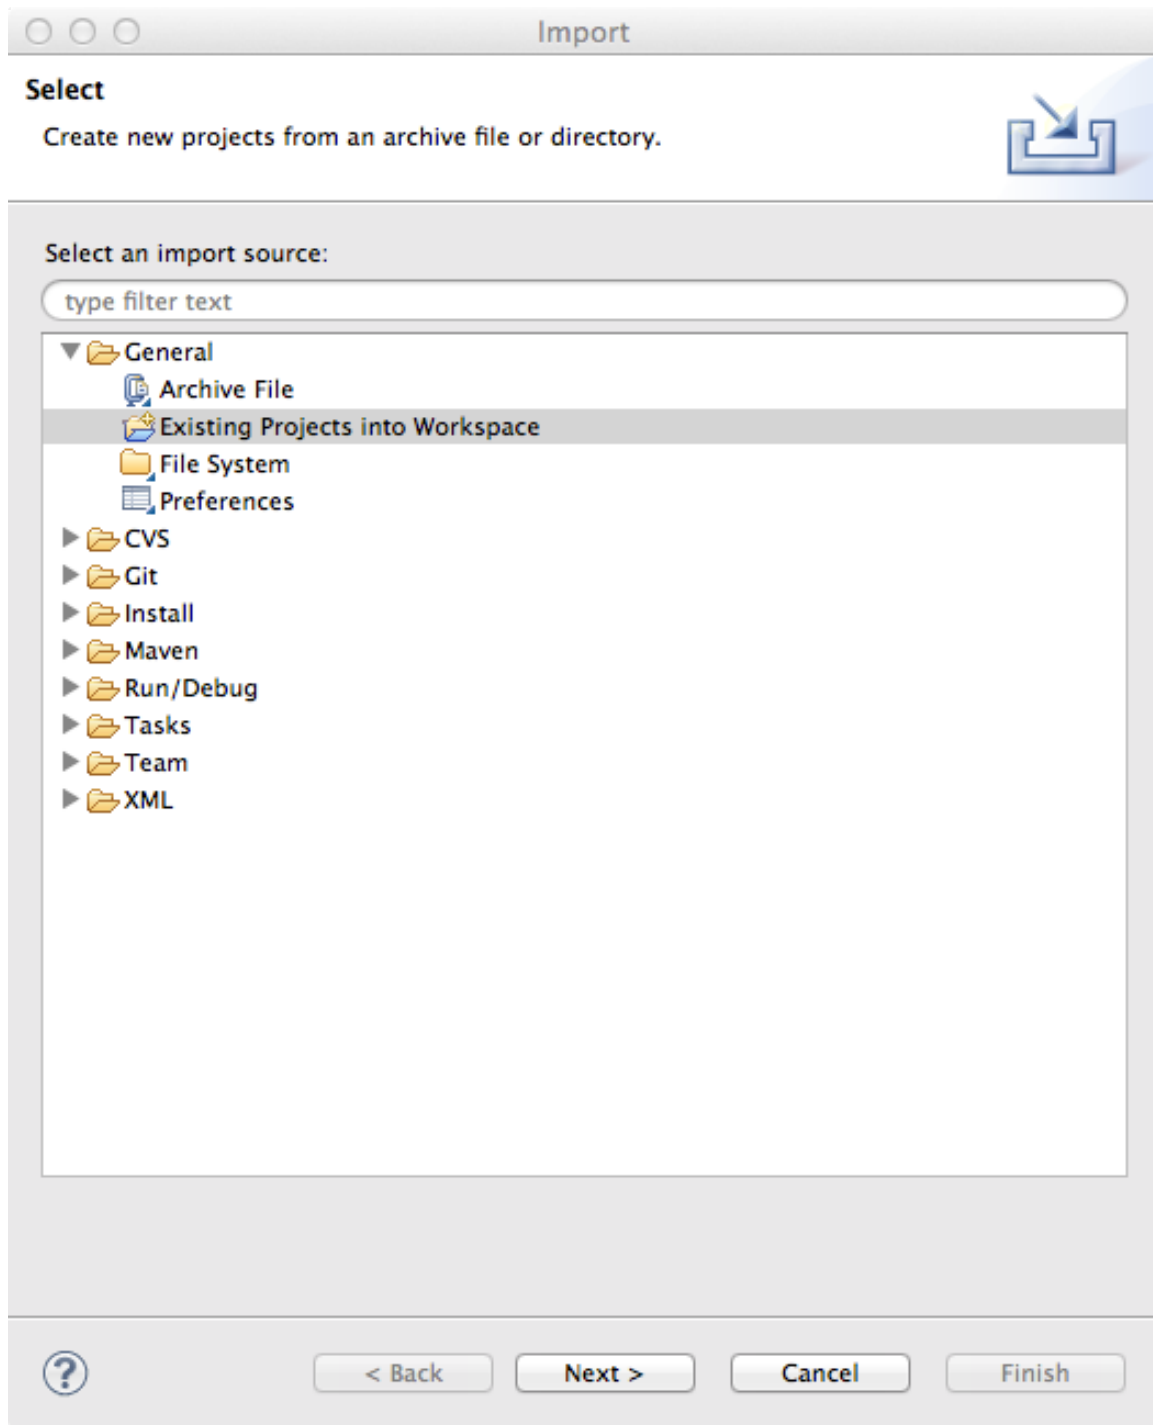 Import
Select
Create new projects from an archive file or directory.
Select an import source:
type filter text
General
Archive File
Existing Projects into Workspace
File System
Preferences
CVS
Git
Install
Maven
Run/Debug
Tasks
Team
XML
? < Back Next > Cancel Finish